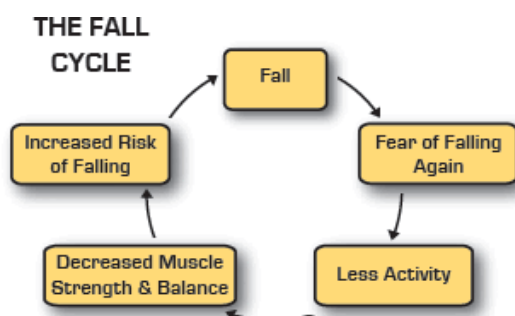 THE FALL
CYCLE
Fall
Fear of Falling
Again
Less Activity
Decreased Muscle
Strength & Balance
Increased Risk
of Falling